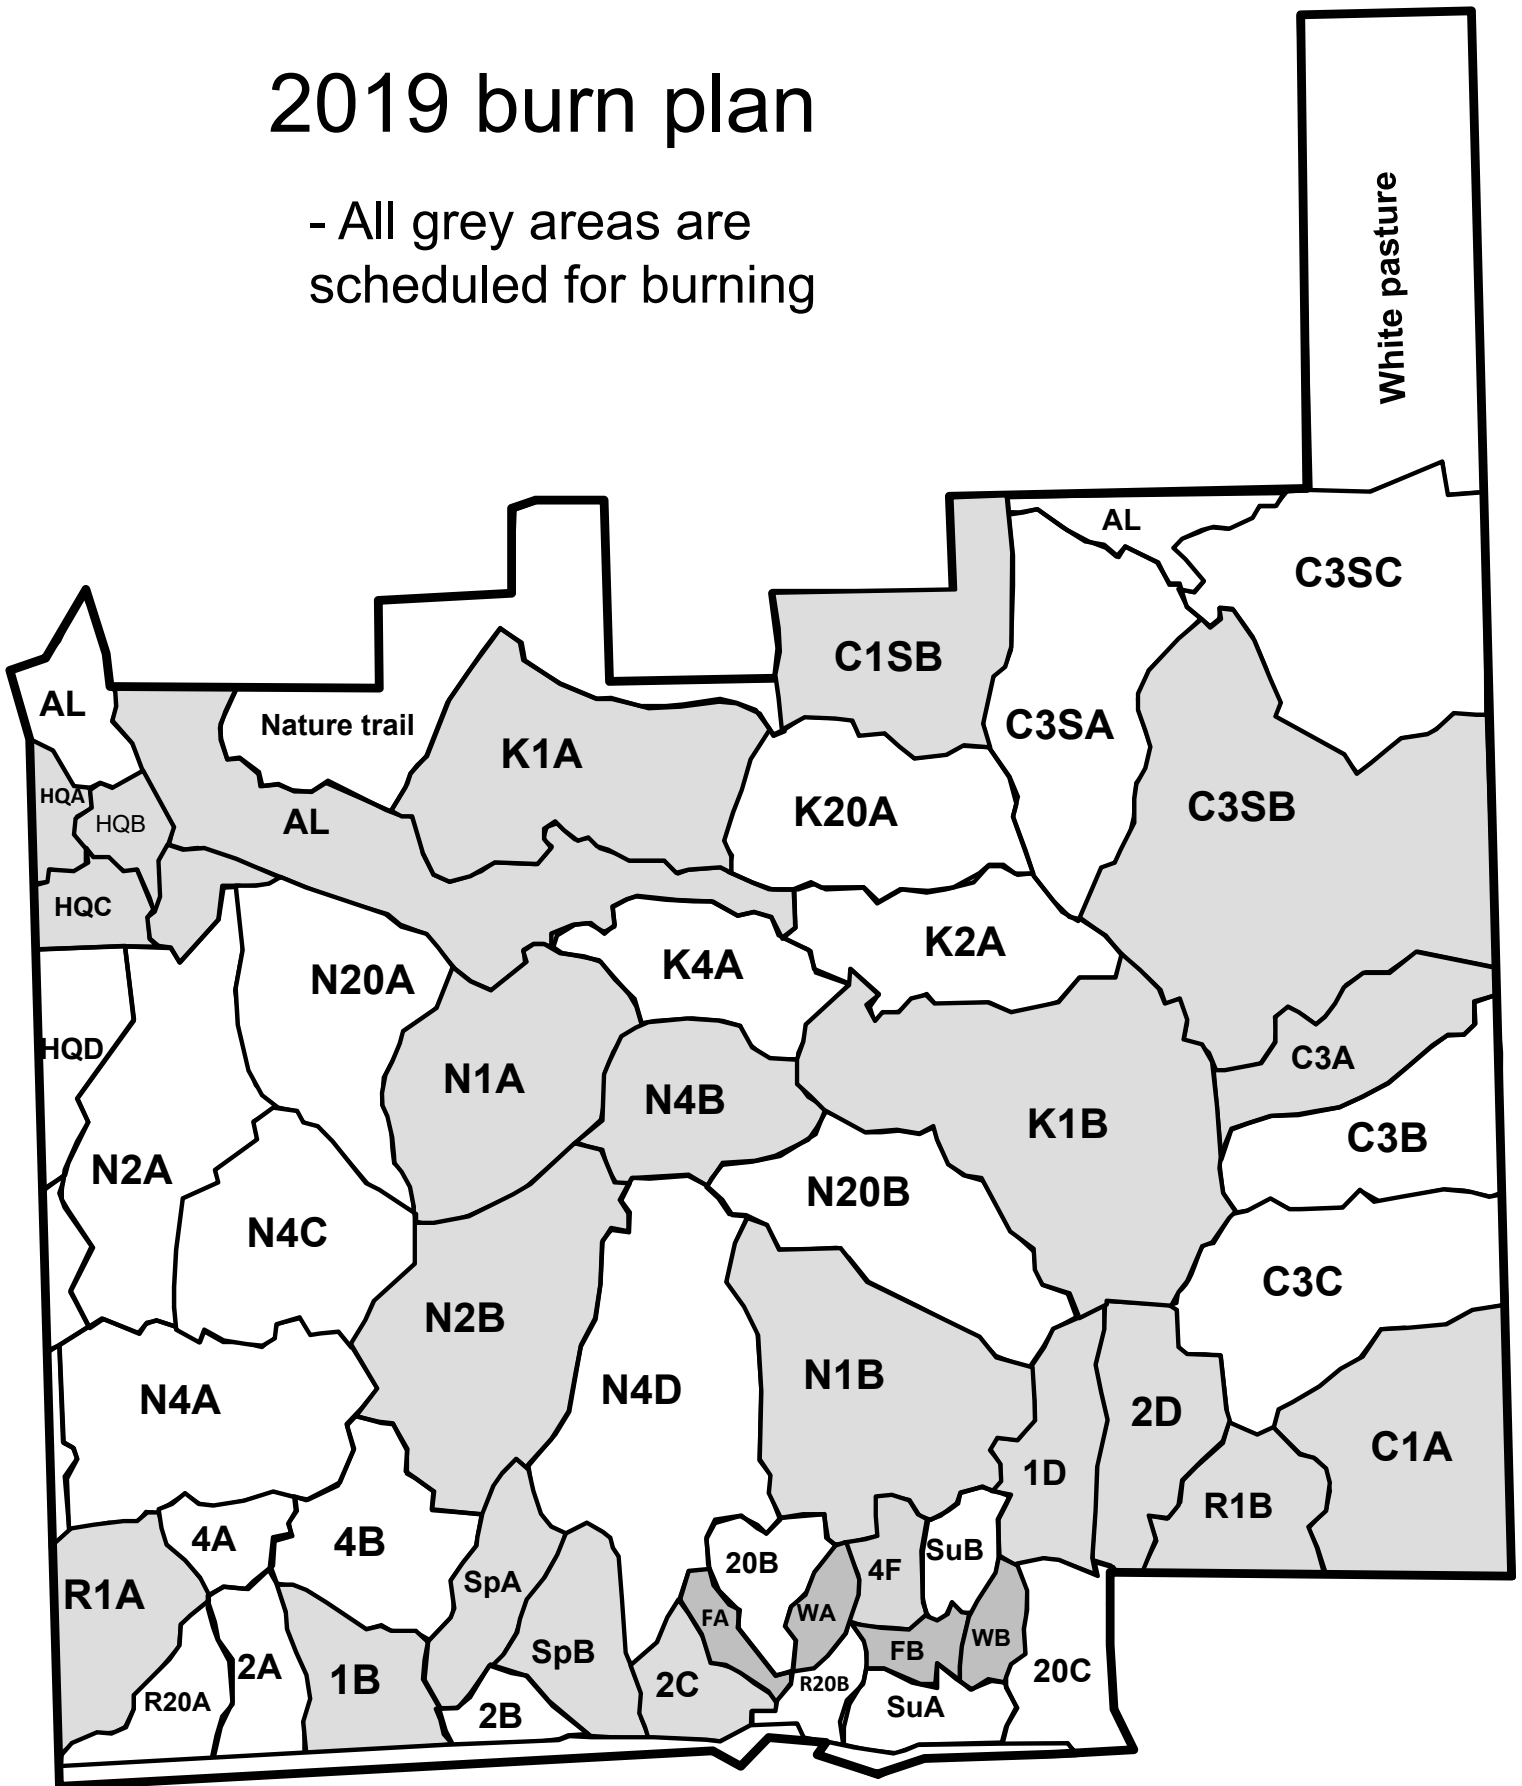 2019 burn plan
- All grey areas are
scheduled for burning
White pasture
AL
C3SC
C1SB
AL
Nature trail
C3SA
K1A
HQA
HQB
AL
K20A
C3SB
HQC
K2A
K4A
N20A
HQD
N1A
N4B
C3A
K1B
C3B
N2A
N20B
N4C
C3C
N2B
N1B
N4D
N4A
2D
C1A
1D
R1B
4A
4B
20B
4F
SuB
R1A
SpA
FA
WA
FB
WB
SpB
2A
1B
2C
R20B
20C
R20A
2B
SuA